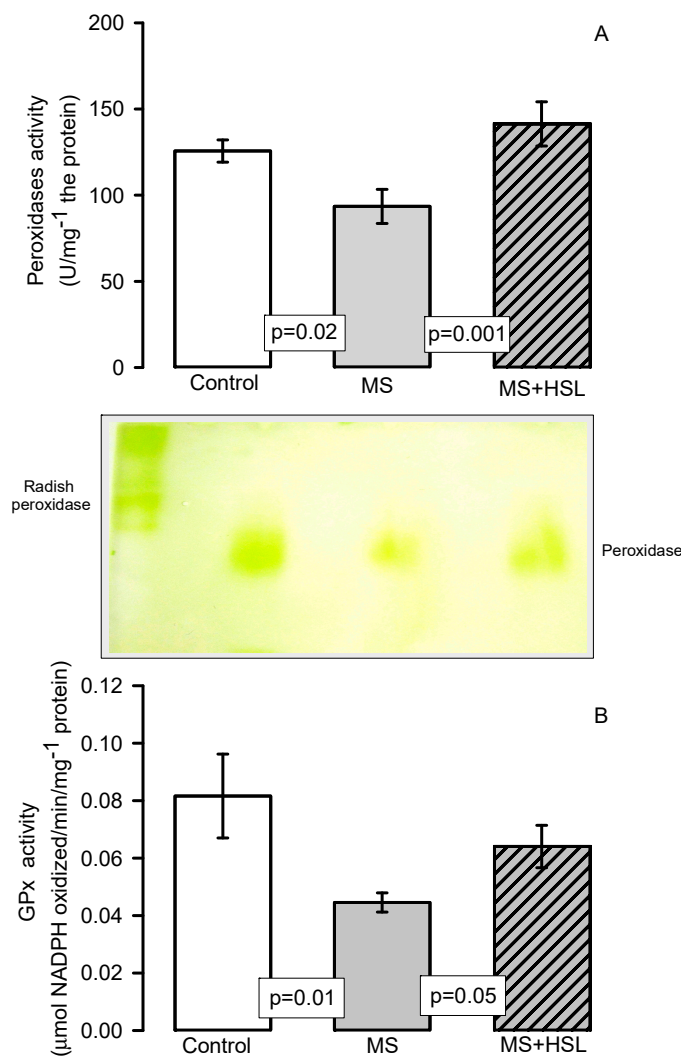 A
Peroxidases activity
(U/mg⁻¹ the protein)
200
150
100
50
0
p=0.02
p=0.001
Control
MS
MS+HSL
Radish
peroxidase
Peroxidase
B
GPx activity
(µmol NADPH oxidized/min/mg⁻¹ protein)
0.12
0.10
0.08
0.06
0.04
0.02
0.00
p=0.01
p=0.05
Control
MS
MS+HSL